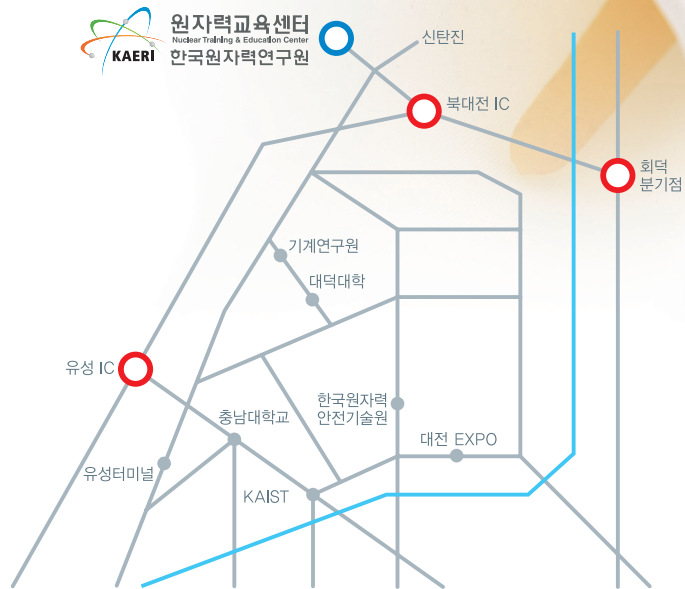 원자력교육센터
Nuclear Training & Education Center
KAERI
한국원자력연구원
신탄진
북대전 IC
회덕
분기점
기계연구원
대덕대학
유성 IC
한국원자력
안전기술원
충남대학교
대전 EXPO
유성터미널
KAIST